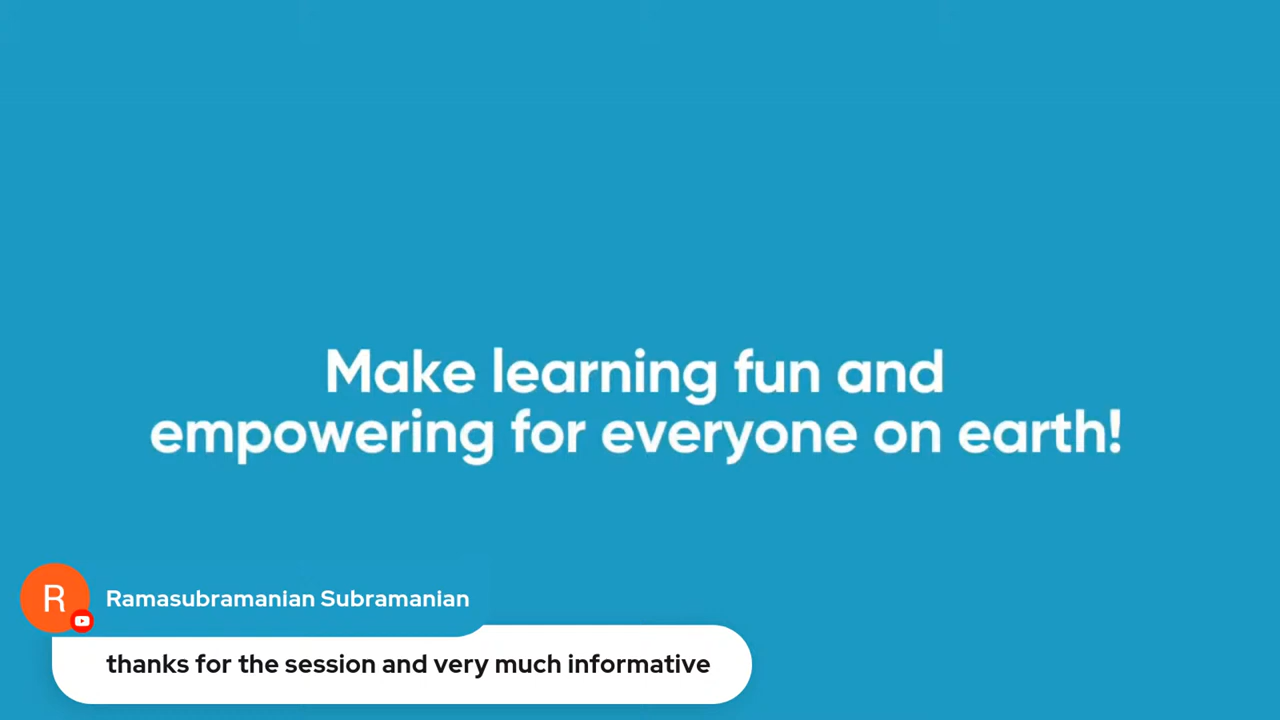 Make learning fun and
empowering for everyone on earth!
R
Ramasubramanian Subramanian
thanks for the session and very much informative